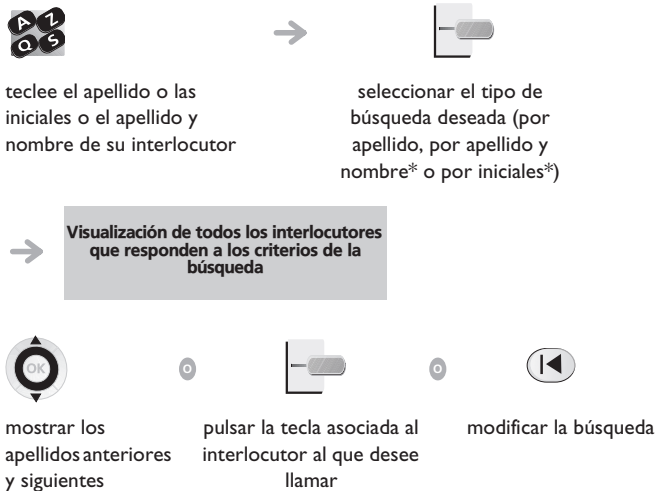 A Z
Q S
teclee el apellido o las
iniciales o el apellido y
nombre de su interlocutor
seleccionar el tipo de
búsqueda deseada (por
apellido, por apellido y
nombre* o por iniciales*)
Visualización de todos los interlocutores
que responden a los criterios de la
búsqueda
OK
o
o
mostrar los
apellidos anteriores
y siguientes
pulsar la tecla asociada al
interlocutor al que desee
llamar
modificar la búsqueda